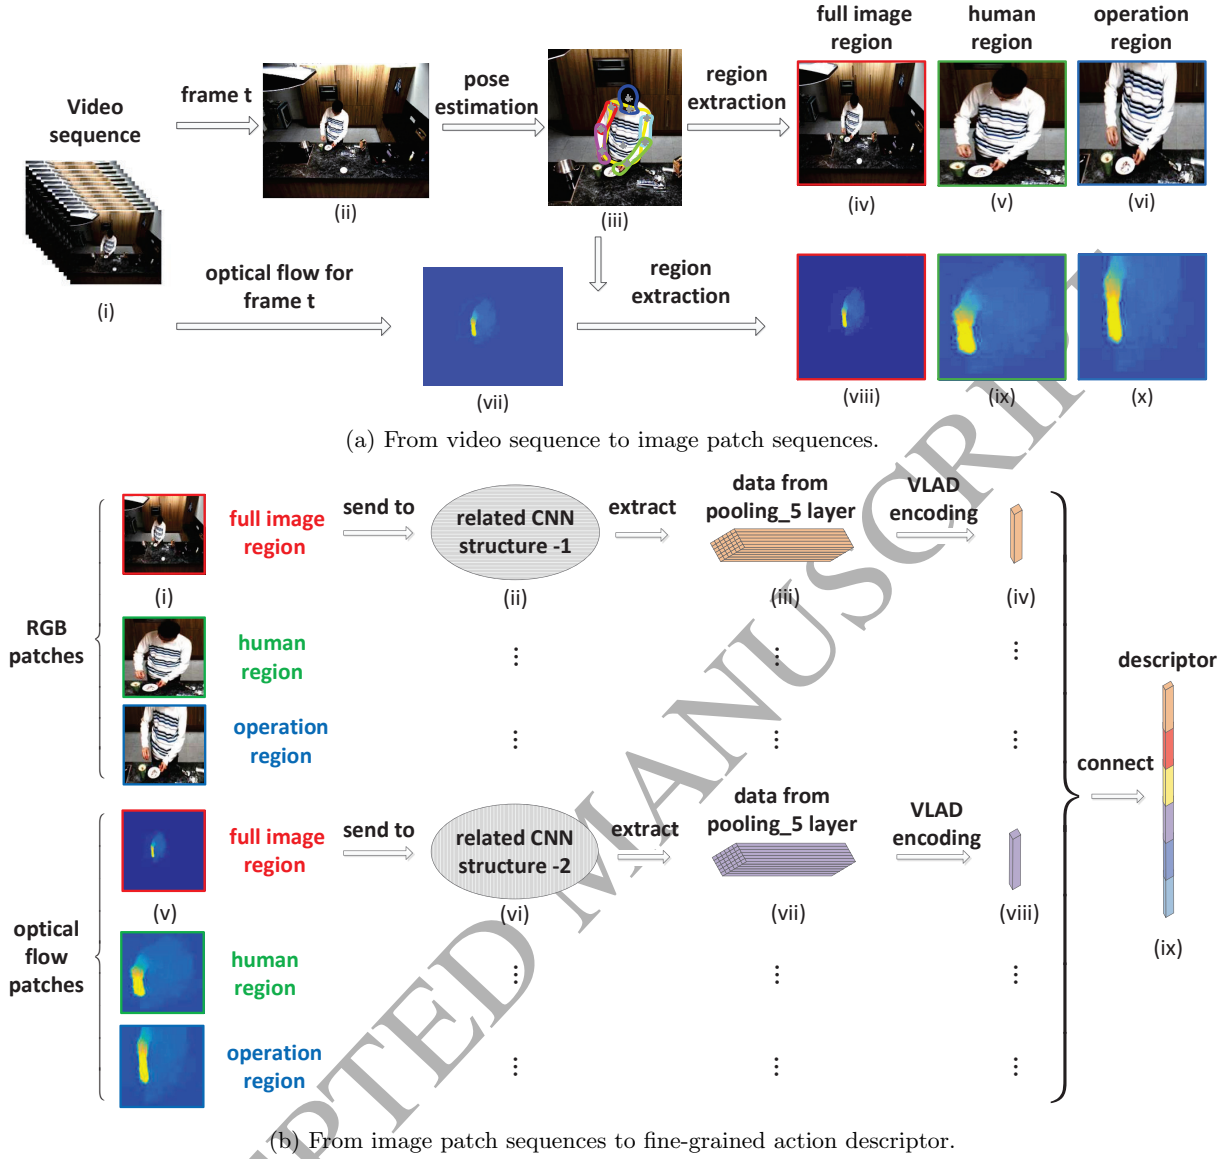 full image
region
human
region
operation
region
Video
sequence
frame t
pose
estimation
region
extraction
(i)
(ii)
(iii)
(iv)
(v)
(vi)
optical flow for
frame t
region
extraction
(vii)
(viii)
(ix)
(x)
(a) From video sequence to image patch sequences.
RGB
patches
full image
region
send to
related CNN
structure -1
extract
data from
pooling_5 layer
VLAD
encoding
(i)
(ii)
(iii)
(iv)
human
region
operation
region
descriptor
connect
(ix)
optical
flow
patches
full image
region
send to
related CNN
structure -2
extract
data from
pooling_5 layer
VLAD
encoding
(v)
(vi)
(vii)
(viii)
human
region
operation
region
(b) From image patch sequences to fine-grained action descriptor.
PTED MANUSCRIP